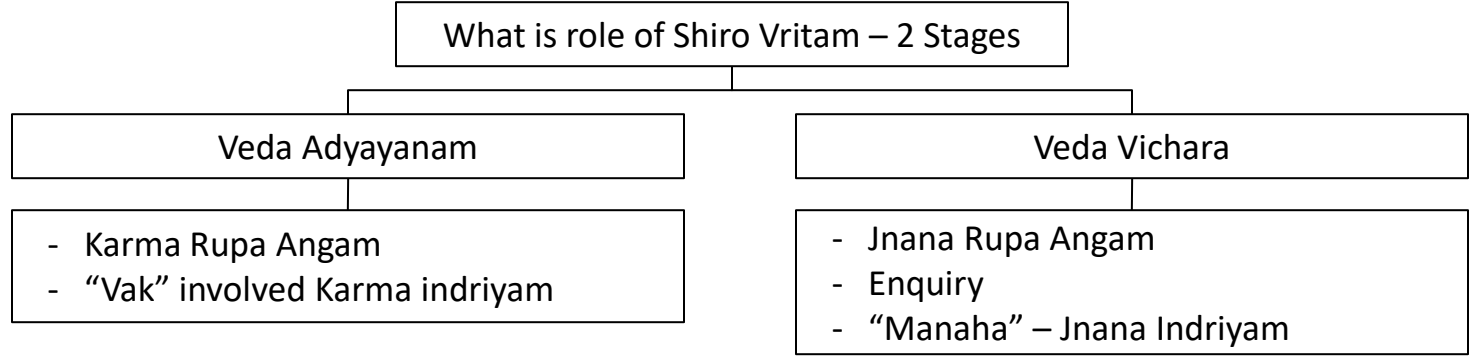 What is role of Shiro Vritam – 2 Stages
Veda Adyayanam
Veda Vichara
- Karma Rupa Angam
- “Vak” involved Karma indriyam
- Jnana Rupa Angam
- Enquiry
- “Manaha” – Jnana Indriyam